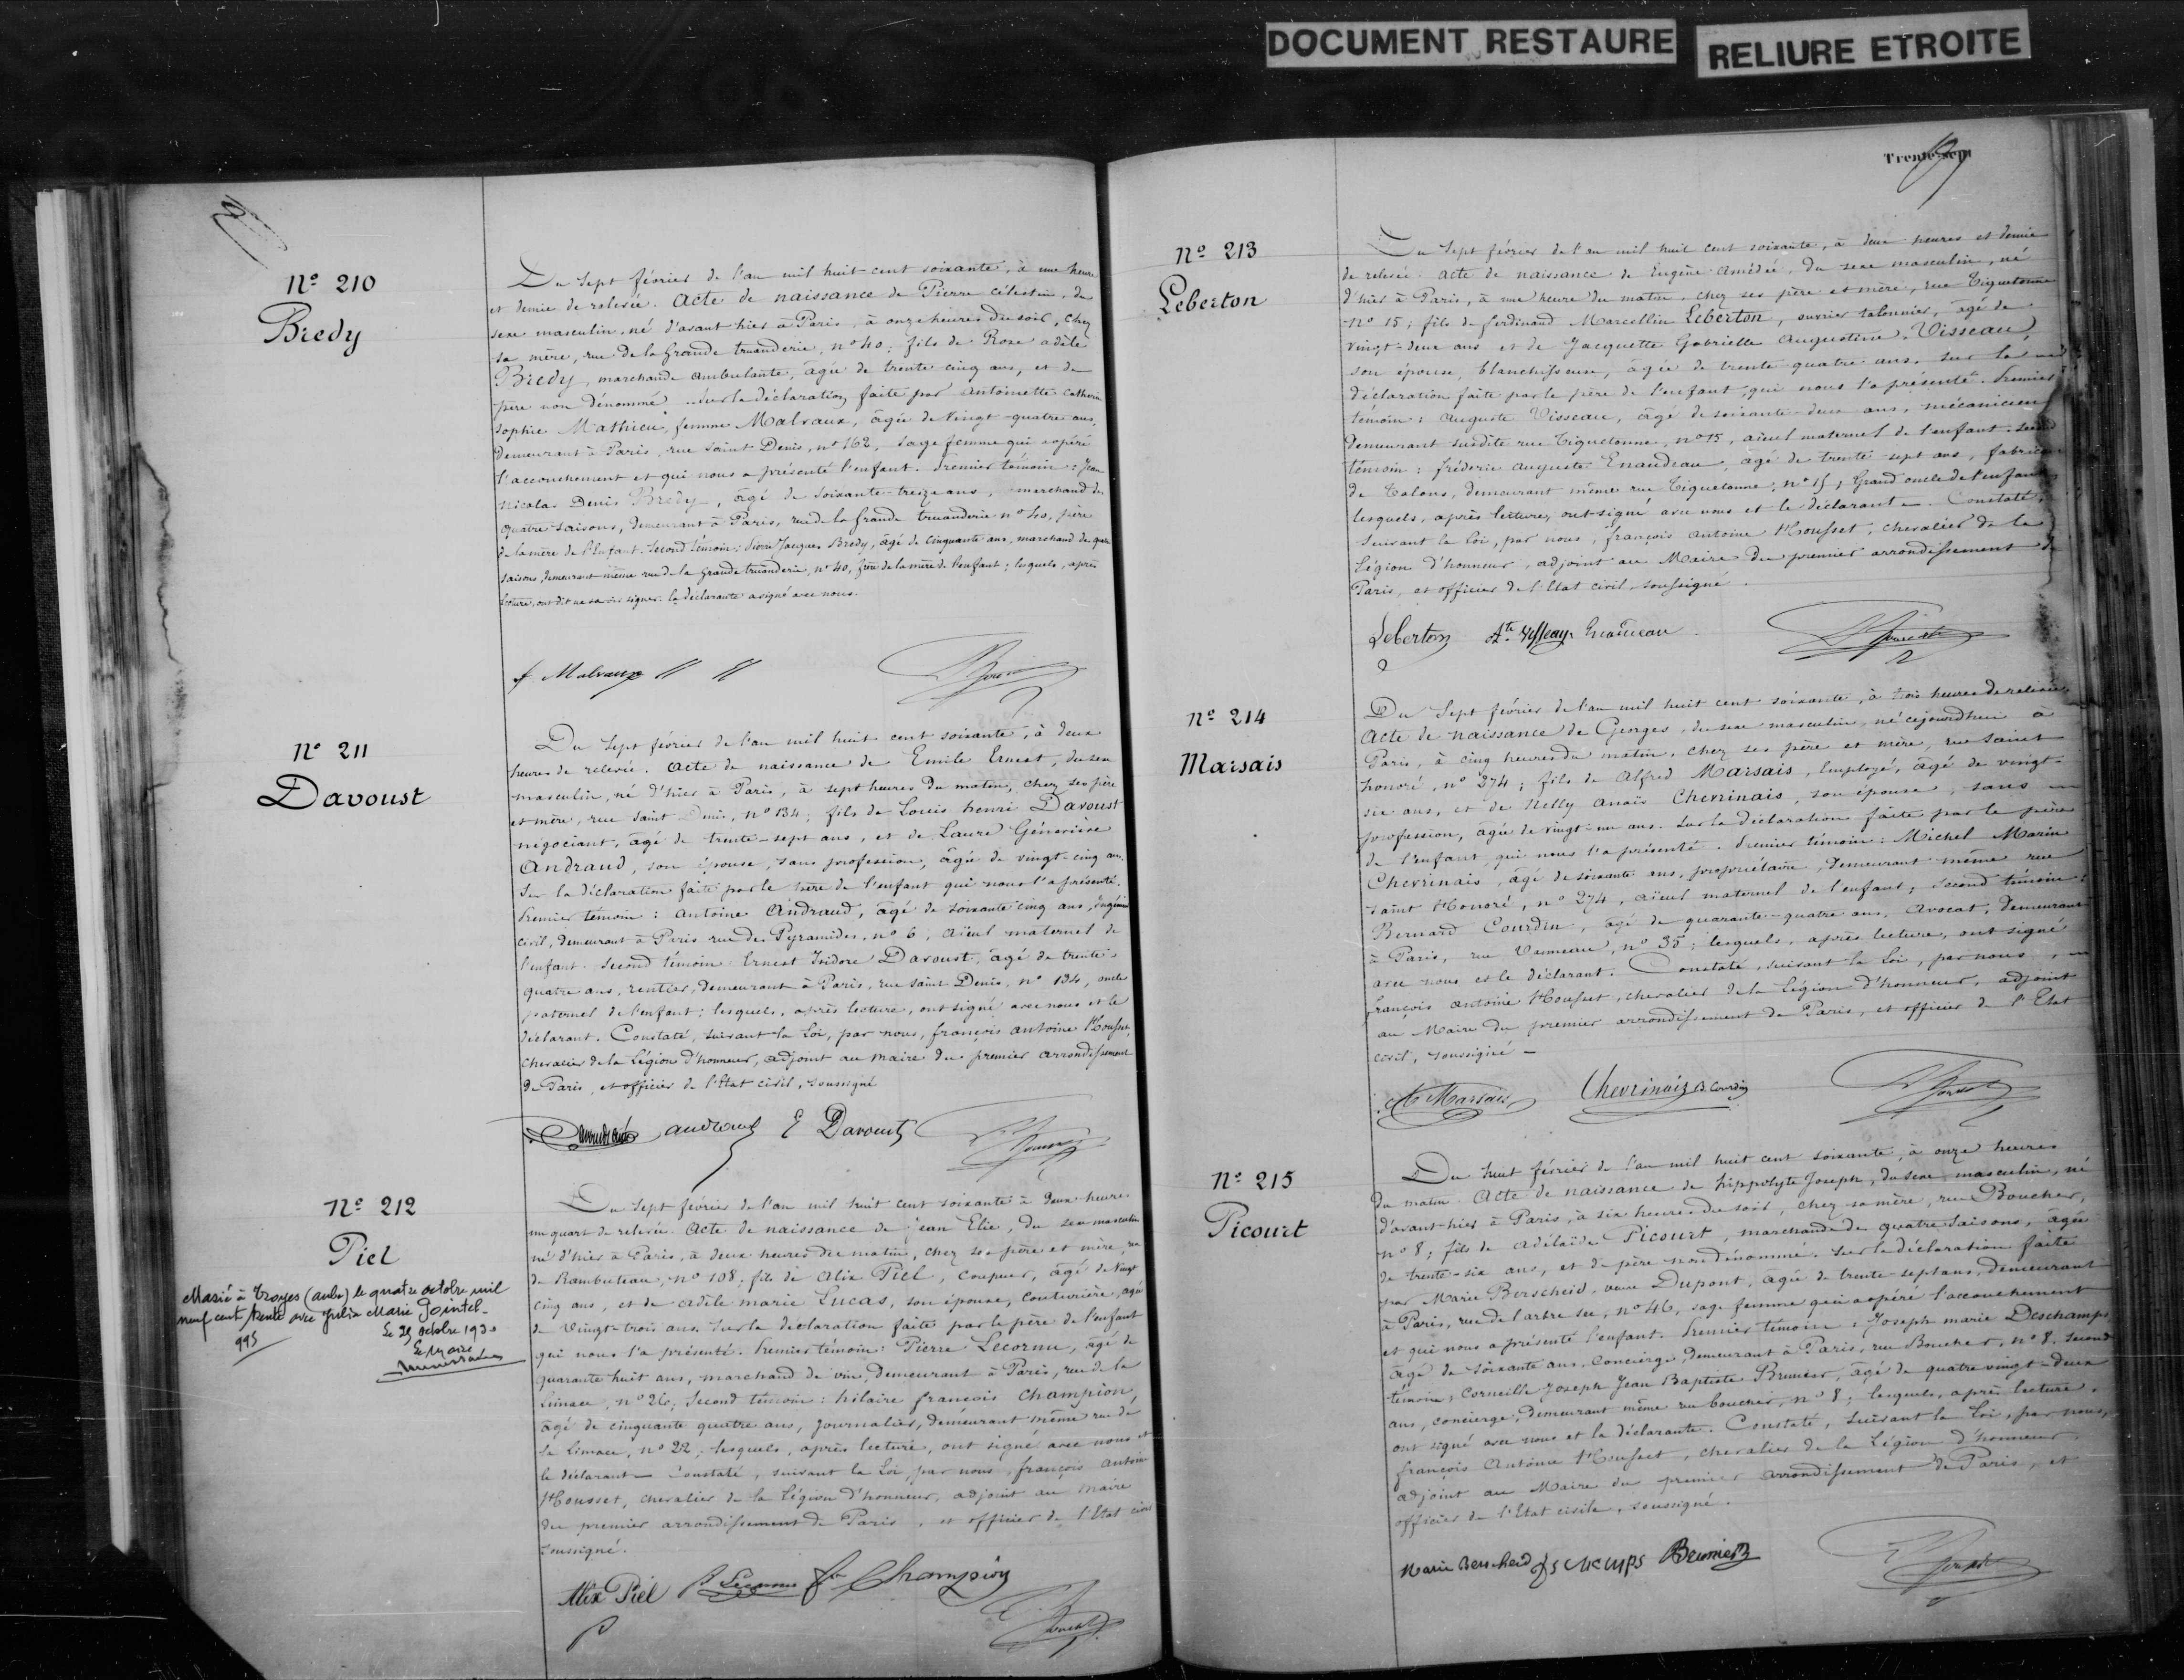 DOCUMENT RESTAURE
RELIURE ETROITE
Nº 210
Bredy
Du Sept février de l'an mil huit cent soixante, à une heure
et demie de relevée. Acte de naissance de Pierre célestin, du
sexe masculin, né d'avant hier à Paris, à onze heures du soir, chez
sa mère, rue de la Grande truanderie, nº 40; fils de Rose adèle
Bredy, marchande ambulante, agée de trente cinq ans, et de
père non dénommé. Sur la déclaration faite par Antoinette Catherine
Sophie Mathieu, femme Malvaux, âgée de Vingt-quatre ans,
demeurant à Paris, rue Saint Denis, nº 162, Sage femme qui a opéré
l'accouchement et qui nous a présenté l'enfant. Premier témoin: Jean
Nicolas Denis Bredy, agé de soixante-treize ans, marchand des
quatre saisons, demeurant à Paris, rue de la Grande truanderie nº 40, père
de la mère de l'Enfant. Second témoin: Pierre Jacques Bredy, âgé de Cinquante ans, marchand de quatre
saisons, demeurant même rue de la Grande truanderie, nº 40, frère de la mère de l'enfant; lesquels, après
lecture, ont dit ne savoir signer. la déclarante a signé avec nous.
f Malvaux
Nº 211
Davoust
Du Sept février de l'an mil huit cent soixante, à deux
heures de relevée. Acte de naissance de Emile Ernest, du sexe
masculin, né d'hier à Paris, à sept heures du matin, chez ses père
et mère, rue Saint Denis, nº 134; fils de Louis henri Davoust
négociant, âgé de trente-sept ans, et de Laure Géneviève
Andraud, son épouse, sans profession, âgée de vingt-cinq ans.
Sur la déclaration faite par le père de l'enfant qui nous l'a présenté.
Premier témoin: Antoine Andraud, âgé de soixante cinq ans, Ingénieur
civil, demeurant à Paris rue des Pyramides, nº 6, aïeul maternel de
l'enfant. Second témoin Ernest Isidore Davoust, âgé de trente-
quatre ans, rentier, demeurant à Paris, rue Saint Denis, nº 134, oncle
paternel de l'enfant; lesquels, après lecture, ont signé avec nous et le
déclarant. Constaté, suivant la Loi, par nous, françois antoine Housset,
Chevalier de la Légion d'honneur, adjoint au maire du premier arrondissement
de Paris, et officier de l'Etat civil, soussigné
Andraud E Davoust
Nº 212
Piel
Marié à Troyes (aube) le quatre octobre mil
neuf cent trente avec Julia Marie Jointel-
Le 29 octobre 1930
Le Maire
993
Du Sept février de l'an mil huit cent soixante à deux heures
un quart de relevée. Acte de naissance de Jean Elie, du sexe masculin
né d'hier à Paris, à deux heures du matin, chez ses père et mère, rue
de Rambuteau, nº 108. fils de Alix Piel, coupeur, âgé de Vingt
cinq ans, et de adèle marie Lucas, son épouse, Couturière, agée
de Vingt-trois ans. Sur la déclaration faite par le père de l'enfant
qui nous l'a présenté. Premier témoin: Pierre Lecornu, âgé de
quarante huit ans, marchand de vin, demeurant à Paris, rue de la
Limace, nº 26; Second témoin: hilaire françois Champion,
âgé de cinquante quatre ans, Journalier, demeurant même rue de
la Limace, nº 22; lesquels, après lecture, ont signé avec nous et
le déclarant. Constaté, suivant la Loi, par nous, françois antoine
Housset, chevalier de la Légion d'honneur, adjoint au Maire
du premier arrondissement de Paris, et officier de l'Etat civil
soussigné.
Alix Piel P Lecornu fr Champion
Trente-sept
Nº 213
Leberton
Du Sept février de l'an mil huit cent soixante, à deux heures et demie
de relevée. acte de naissance de Eugène Amédée, du sexe masculin, né
d'hier à Paris, à une heure du matin, chez ses père et mère, rue Tiquetonne
nº 15; fils de ferdinand Marcellin Leberton, ouvrier talonnier, âgé de
Vingt-deux ans et de Jacquette Gabrielle Augustine Visseau,
son épouse, blanchisseuse, âgée de trente quatre ans. Sur la
déclaration faite par le père de l'enfant, qui nous l'a présenté. Premier
témoin: Auguste Visseau, âgé de soixante-deux ans, mécanicien
demeurant susdite rue Tiquetonne, nº 15, aïeul maternel de l'enfant. Second
témoin: fréderic auguste Enaudeau, âgé de trente sept ans, fabricant
de talons, demeurant même rue Tiquetonne, nº 15, Grand oncle de l'enfant
lesquels, après lecture, ont signé avec nous et le déclarant. Constaté,
suivant la Loi, par nous, françois Antoine Housset, chevalier de la
Légion d'honneur, adjoint au Maire du premier arrondissement de
Paris, et officier de l'Etat civil, soussigné.
Leberton Ate Visseau Enaudeau
Nº 214
Marsais
Du Sept février de l'an mil huit cent soixante, à trois heures de relevée
Acte de naissance de Georges, du sexe masculin, né cejourd'hui à
Paris, à cinq heures du matin, chez ses père et mère, rue Saint
honoré, nº 274; fils de Alfred Marsais, Employé, âgé de vingt-
six ans, et de Nelly Anaïs Chevrinais, son épouse, sans
profession, âgée de vingt-un ans. Sur la déclaration faite par le père
de l'enfant, qui nous l'a présenté. Premier témoin: Michel Marin
Chevrinais, âgé de soixante ans, propriétaire, demeurant même rue
Saint Honoré, nº 274, aïeul maternel de l'enfant; second témoin:
Bernard Courdin, âgé de quarante-quatre ans, Avocat, demeurant
à Paris, rue Vanneau, nº 35; lesquels, après lecture, ont signé
avec nous et le déclarant. Constaté, suivant la Loi, par nous,
françois antoine Housset, chevalier de la Légion d'honneur, adjoint
au Maire du premier arrondissement de Paris, et officier de l'Etat
civil, soussigné
A Marsais Chevrinais B. Courdin
Nº 215
Picourt
Du huit février de l'an mil huit cent soixante, à onze heures
du matin. Acte de naissance de hippolyte Joseph, du sexe masculin, né
d'avant-hier à Paris, à six heures du soir, chez sa mère, rue Boucher,
nº 8; fils de Adélaïde Picourt, marchande de quatre Saisons, âgée
de trente-six ans, et de père non dénommé. Sur la déclaration faite
par Marie Berscheid, veuve Dupont, âgée de trente-sept ans, demeurant
à Paris, rue de l'arbre sec, nº 46, sage femme qui a opéré l'accouchement
et qui nous a présenté l'enfant. Premier témoin: Joseph marie Deschamps
âgé de soixante ans, Concierge, demeurant à Paris, rue Boucher, nº 8. Second
témoin; Corneille Joseph Jean Baptiste Brunier, âgé de quatre vingt-deux
ans, concierge, demeurant même rue boucher, nº 8; lesquels, après lecture,
ont signé avec nous et la déclarante. Constaté, suivant la Loi, par nous,
françois Antoine Housset, chevalier de la Légion d'honneur,
adjoint au Maire du premier arrondissement de Paris, et
officier de l'Etat civile, soussigné.
Marie Berscheid